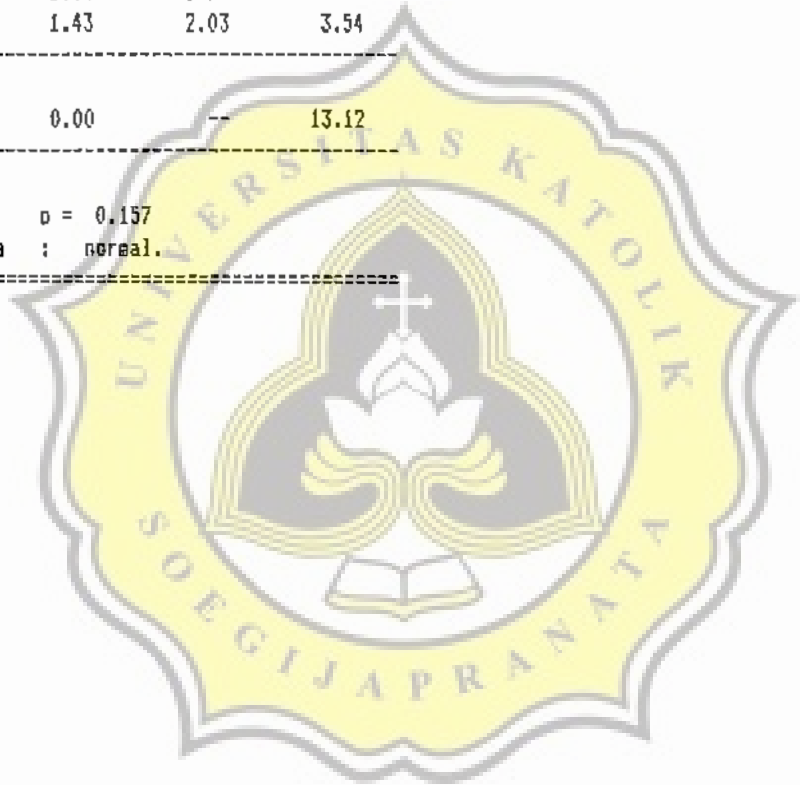 1.43 2.03 3.54
0.00 -- 13.12
p = 0.157
: normal.
UNIVERSITAS KATOLIK
SOEGIJAPRANATA